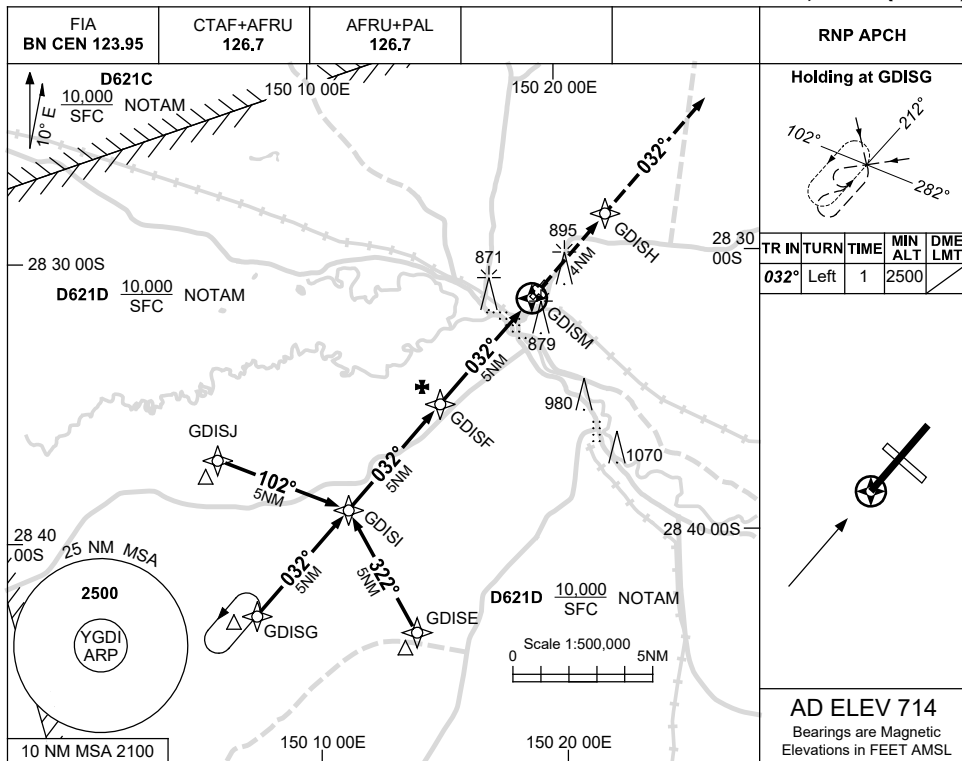 FIA
BN CEN 123.95
CTAF+AFRU
126.7
AFRU+PAL
126.7
RNP APCH
D621C
10,000
SFC
NOTAM
10° E
150 10 00E
150 20 00E
032°
GDISH
895
4NM
871
28 30 00S
28 30
00S
D621D
10,000
SFC
NOTAM
GDISM
879
032°
5NM
980
GDISF
1070
GDISJ
102°
5NM
032°
5NM
GDISI
28 40
00S
28 40 00S
25 NM MSA
2500
YGDI
ARP
032°
5NM
322°
5NM
GDISG
GDISE
D621D
10,000
SFC
NOTAM
Scale 1:500,000
0
5NM
10 NM MSA 2100
150 10 00E
150 20 00E
Holding at GDISG
212°
102°
282°
TR IN
TURN
TIME
MIN
ALT
DME
LMT
032°
Left
1
2500
AD ELEV 714
Bearings are Magnetic
Elevations in FEET AMSL